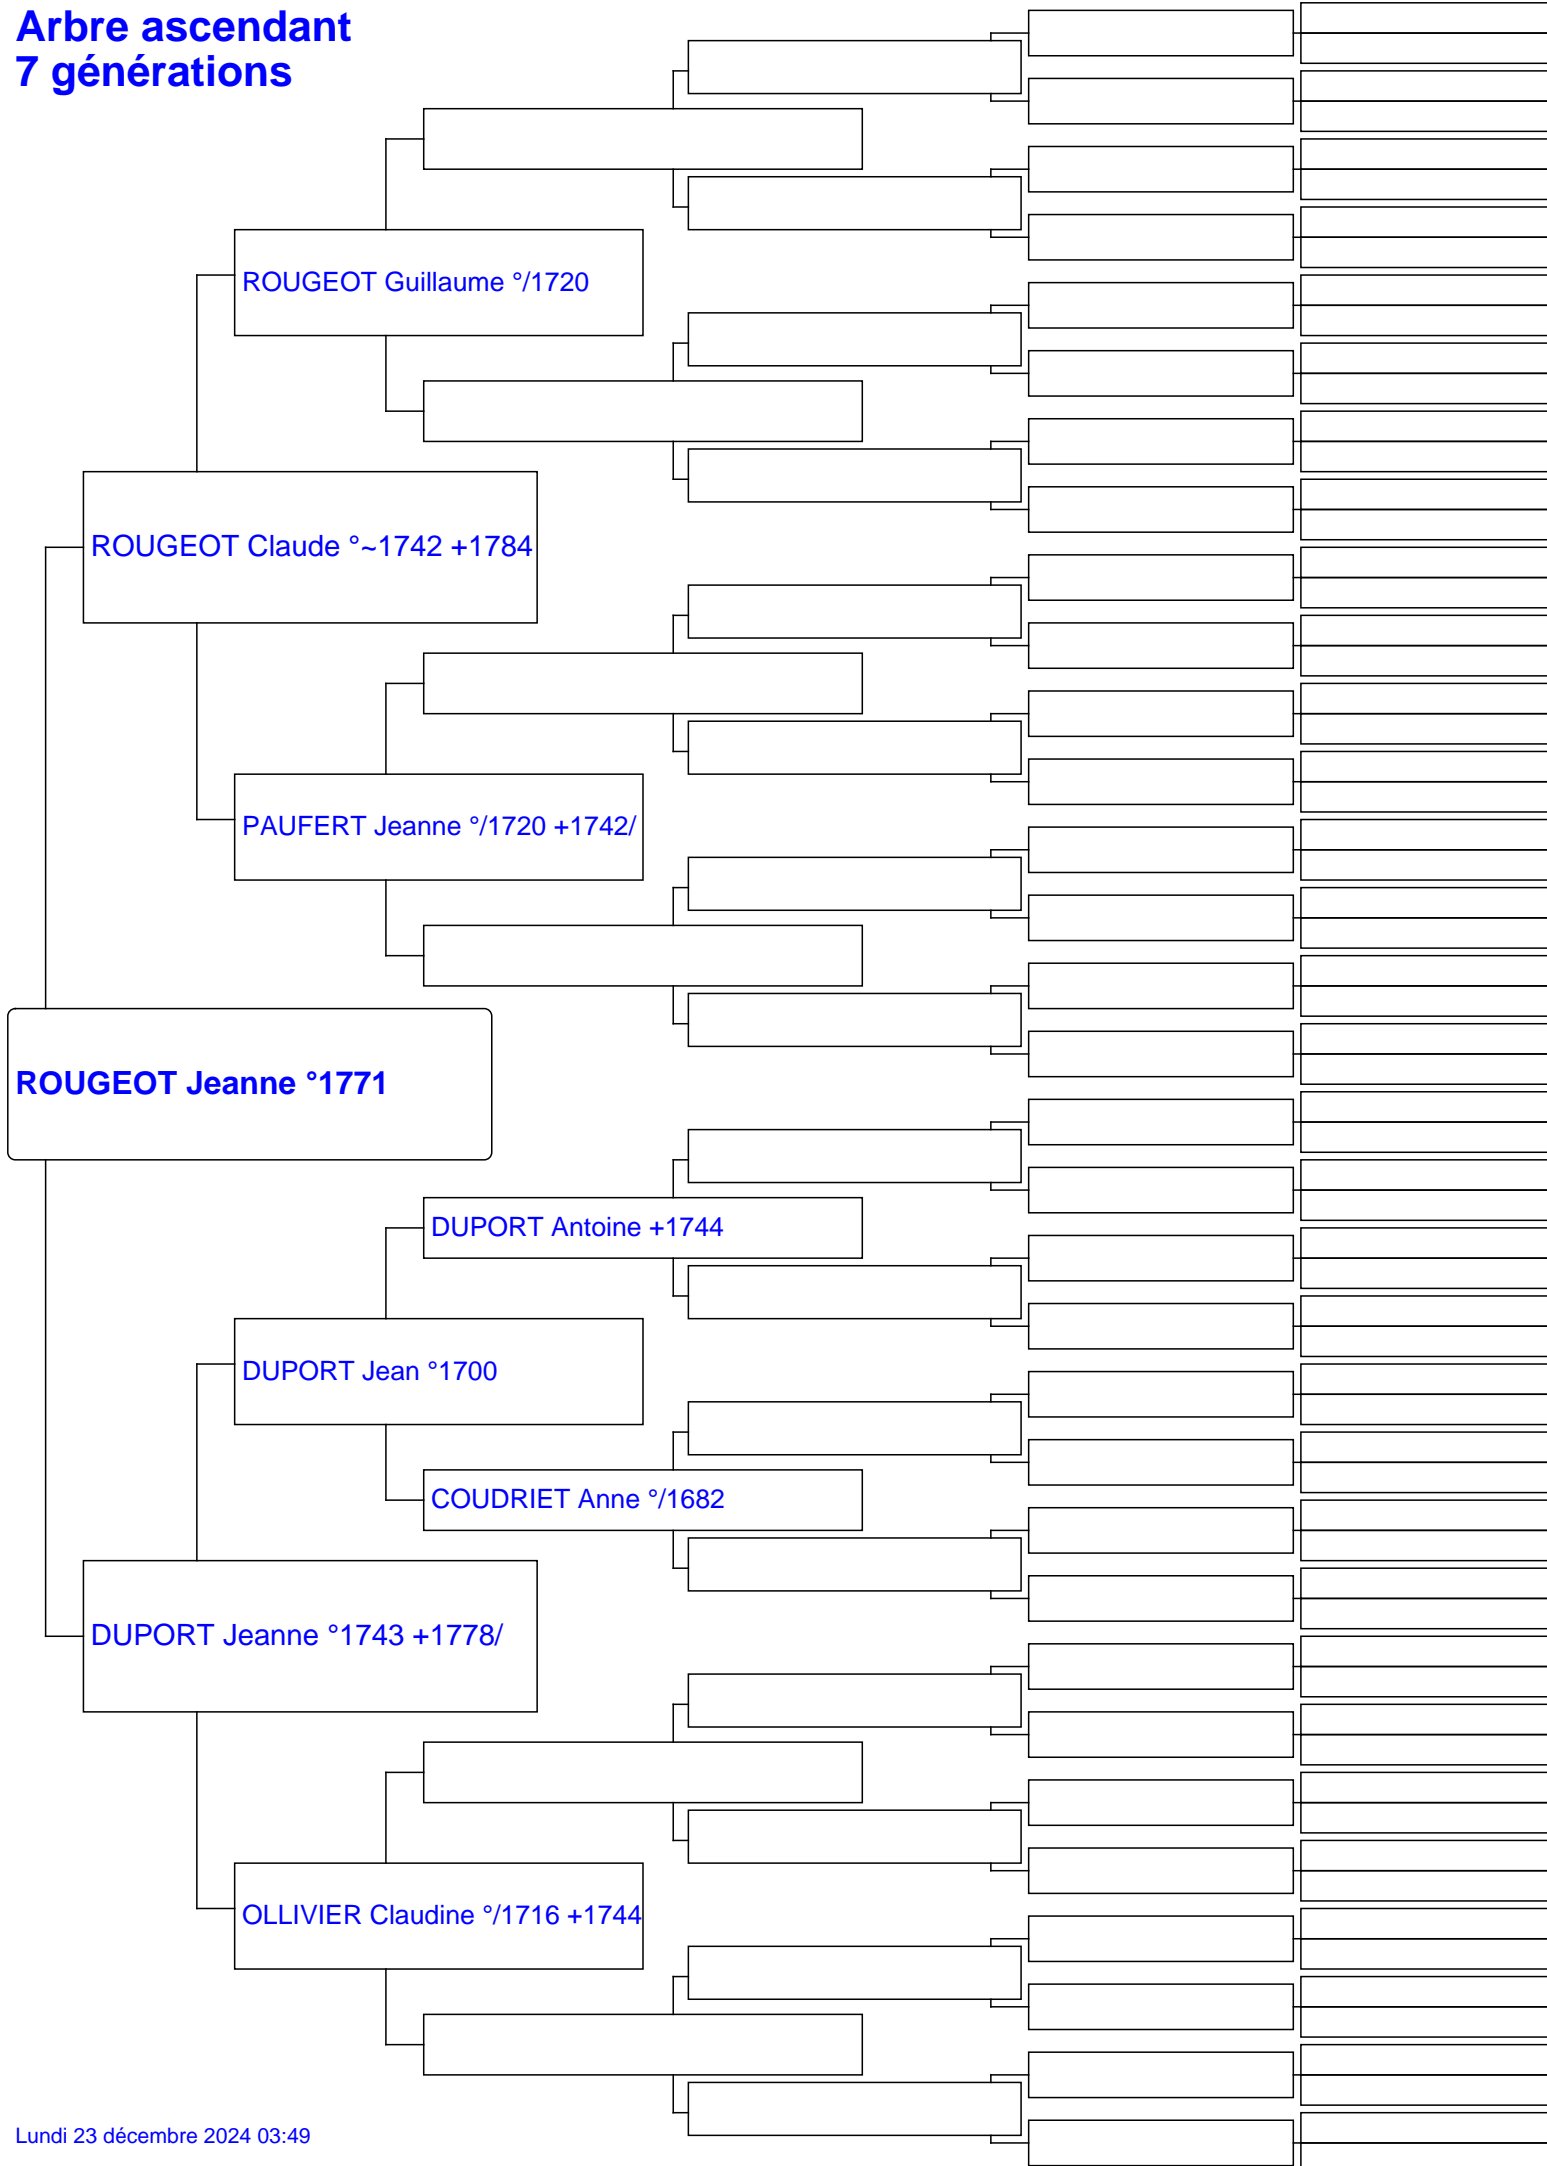 Arbre ascendant
7 générations
ROUGEOT Guillaume °/1720
ROUGEOT Claude °~1742 +1784
PAUFERT Jeanne °/1720 +1742/
ROUGEOT Jeanne °1771
DUPORT Antoine +1744
DUPORT Jean °1700
COUDRIET Anne °/1682
DUPORT Jeanne °1743 +1778/
OLLIVIER Claudine °/1716 +1744
Lundi 23 décembre 2024 03:49